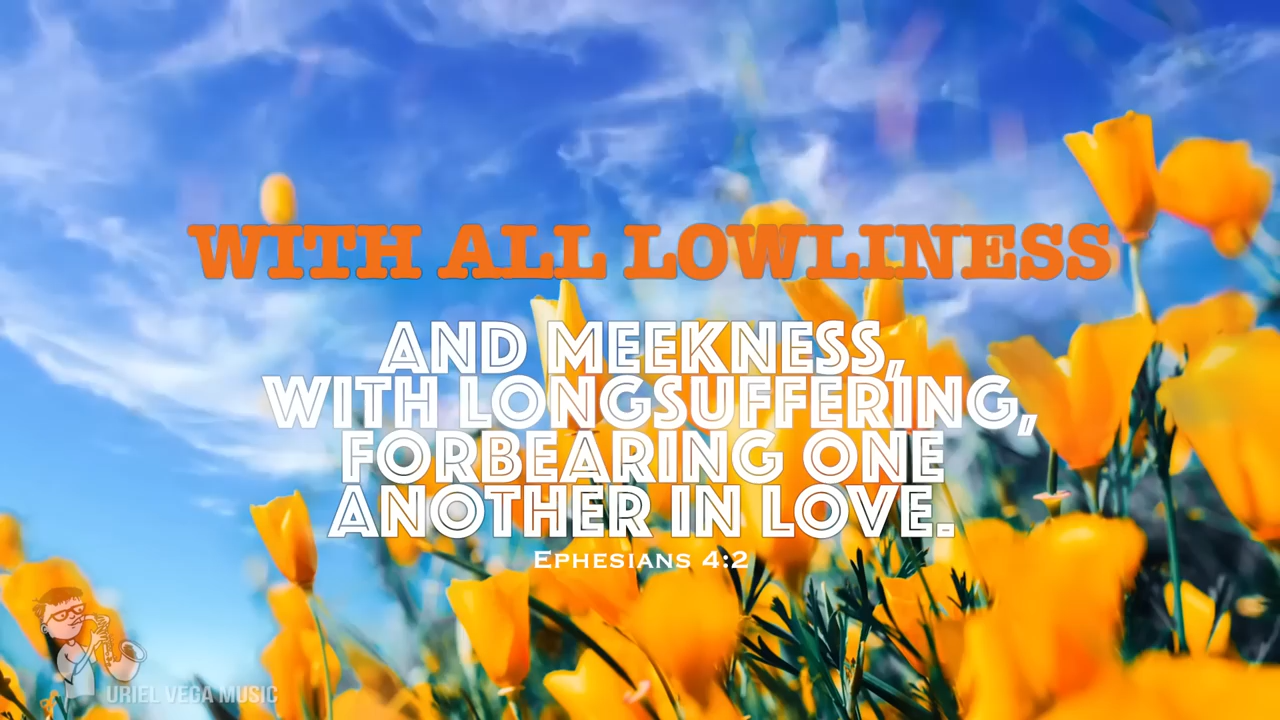 WITH ALL LOWLINESS
AND MEEKNESS,
WITH LONGSUFFERING,
FORBEARING ONE
ANOTHER IN LOVE.
EPHESIANS 4:2
URIEL VEGA MUSIC